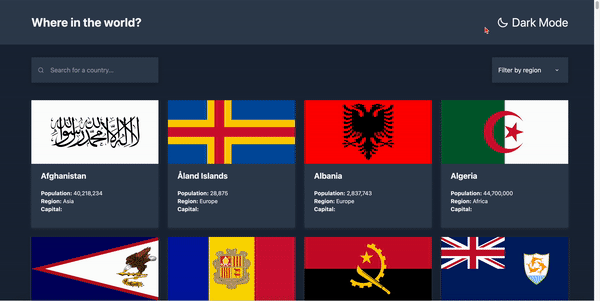 Where in the world?
Dark Mode
Search for a country...
Filter by region
Afghanistan
Population: 40,218,234
Region: Asia
Capital:
Åland Islands
Population: 28,875
Region: Europe
Capital:
Albania
Population: 2,837,743
Region: Europe
Capital:
Algeria
Population: 44,700,000
Region: Africa
Capital: